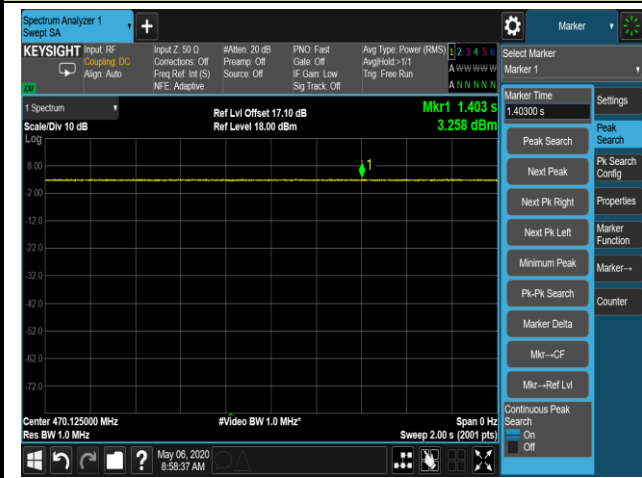 Spectrum Analyzer 1
Swept SA
Marker
KEYSIGHT
Input: RF
Coupling: DC
Align: Auto
Input Z: 50 Ω
Corrections: Off
Freq Ref: Int (S)
NFE: Adaptive
#Atten: 20 dB
Preamp: Off
Source: Off
PNO: Fast
Gate: Off
IF Gain: Low
Sig Track: Off
Avg Type: Power (RMS)
Avg|Hold:>1/1
Trig: Free Run
1 2 3 4 5 6
A W W W W W
A N N N N N
Select Marker
Marker 1
1 Spectrum
Scale/Div 10 dB
Ref Lvl Offset 17.10 dB
Ref Level 18.00 dBm
Mkr1 1.403 s
3.258 dBm
Log
8.00
-2.00
-12.0
-22.0
-32.0
-42.0
-52.0
-62.0
-72.0
1
Center 470.125000 MHz
Res BW 1.0 MHz
#Video BW 1.0 MHz*
Span 0 Hz
Sweep 2.00 s (2001 pts)
Marker Time
1.40300 s
Peak Search
Next Peak
Next Pk Right
Next Pk Left
Minimum Peak
Pk-Pk Search
Marker Delta
Mkr→CF
Mkr→Ref Lvl
Continuous Peak
Search
On
Off
Settings
Peak
Search
Pk Search
Config
Properties
Marker
Function
Marker→
Counter
?
May 06, 2020
8:58:37 AM